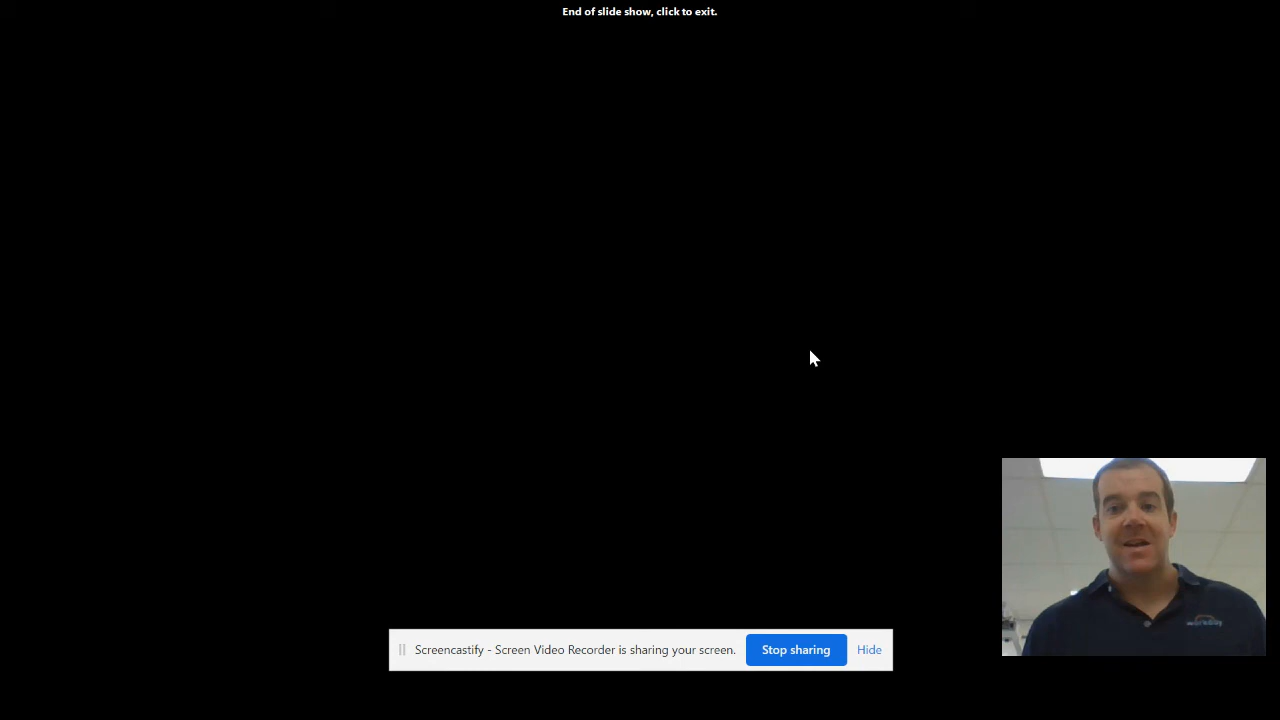 End of slide show, click to exit.
Screencastify - Screen Video Recorder is sharing your screen.
Stop sharing
Hide